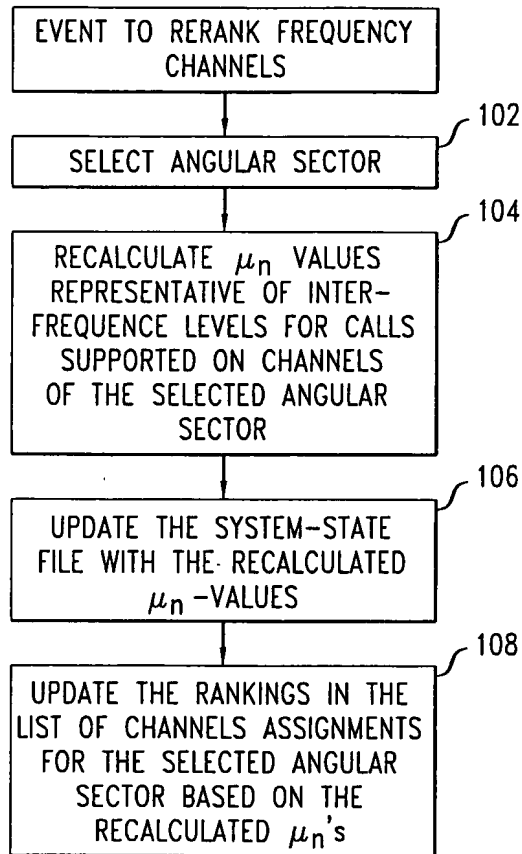 EVENT TO RERANK FREQUENCY
CHANNELS
102
SELECT ANGULAR SECTOR
104
RECALCULATE μn VALUES
REPRESENTATIVE OF INTER-
FREQUENCE LEVELS FOR CALLS
SUPPORTED ON CHANNELS
OF THE SELECTED ANGULAR
SECTOR
106
UPDATE THE SYSTEM-STATE
FILE WITH THE RECALCULATED
μn-VALUES
108
UPDATE THE RANKINGS IN THE
LIST OF CHANNELS ASSIGNMENTS
FOR THE SELECTED ANGULAR
SECTOR BASED ON THE
RECALCULATED μn's